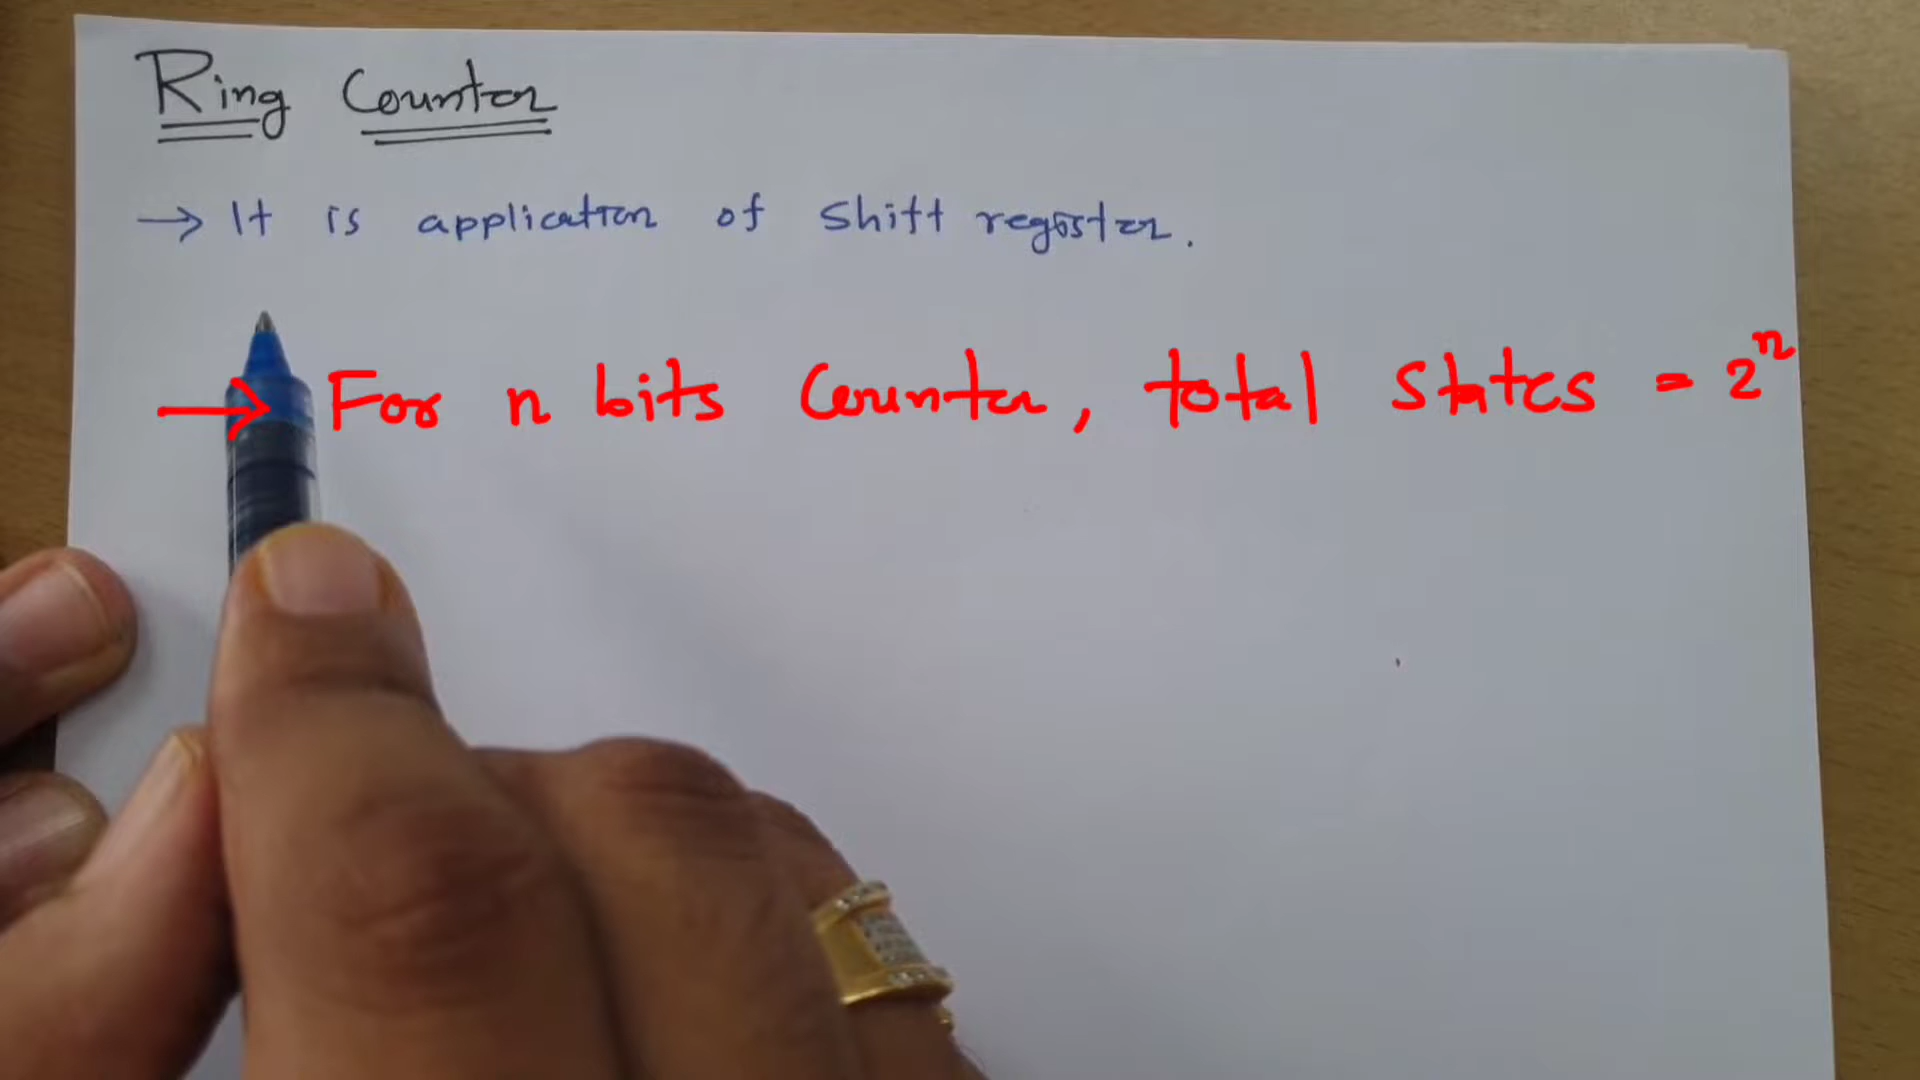 Ring Counter
→ It is application of shift register.
→ For n bits Counter, total states = 2ⁿ